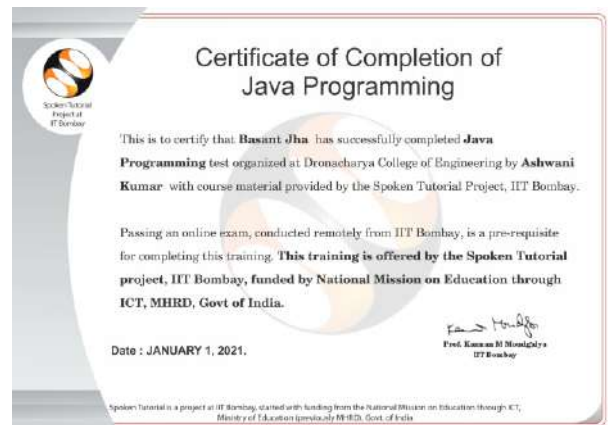 Spoken Tutorial
Project at
IIT Bombay
Certificate of Completion of
Java Programming
This is to certify that Basant Jha has successfully completed Java
Programming test organized at Dronacharya College of Engineering by Ashwani
Kumar with course material provided by the Spoken Tutorial Project, IIT Bombay.
Passing an online exam, conducted remotely from IIT Bombay, is a pre-requisite
for completing this training. This training is offered by the Spoken Tutorial
project, IIT Bombay, funded by National Mission on Education through
ICT, MHRD, Govt of India.
Prof. Kannan M Moudgalya
IIT Bombay
Date : JANUARY 1, 2021.
Spoken Tutorial is a project at IIT Bombay, started with funding from the National Mission on Education through ICT,
Ministry of Education (previously MHRD), Govt. of India